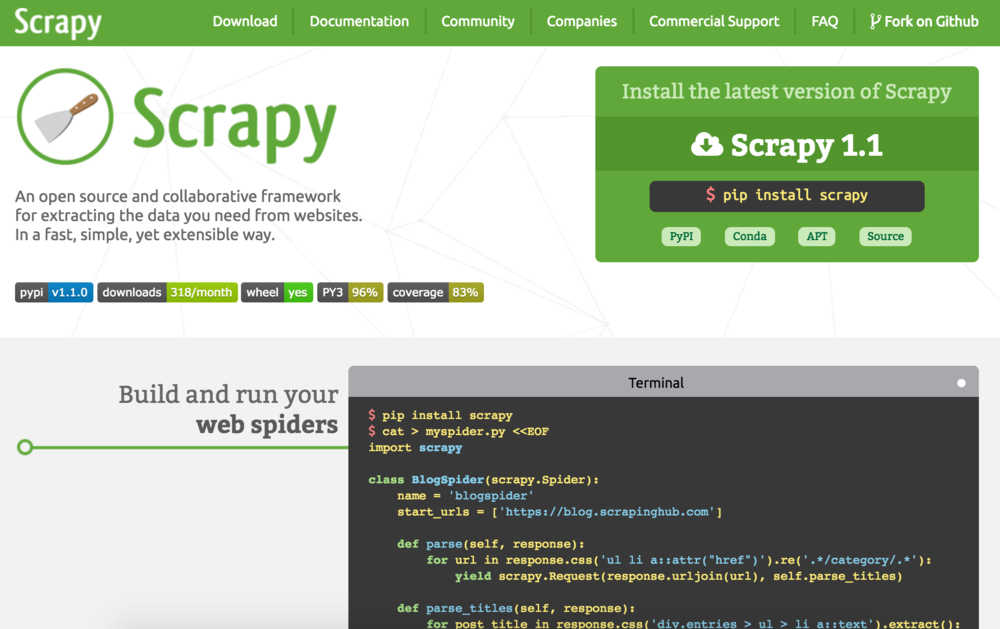 Scrapy
Download
Documentation
Community
Companies
Commercial Support
FAQ
Fork on Github
Scrapy
An open source and collaborative framework
for extracting the data you need from websites.
In a fast, simple, yet extensible way.
pypi v1.1.0 downloads 318/month wheel yes PY3 96% coverage 83%
Install the latest version of Scrapy
Scrapy 1.1
$ pip install scrapy
PyPI Conda APT Source
Build and run your
web spiders
Terminal
$ pip install scrapy
$ cat > myspider.py <<EOF
import scrapy
class BlogSpider(scrapy.Spider):
    name = 'blogspider'
    start_urls = ['https://blog.scrapinghub.com']
    def parse(self, response):
        for url in response.css('ul li a::attr("href")').re('.*/category/.*'):
            yield scrapy.Request(response.urljoin(url), self.parse_titles)
    def parse_titles(self, response):
        for post_title in response.css('div.entries > ul > li a::text').extract():